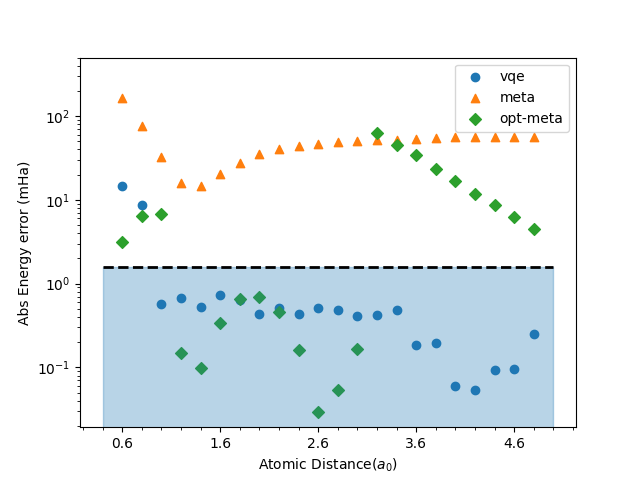 vqe
meta
opt-meta
10²
10¹
10⁰
10⁻¹
Abs Energy error (mHa)
0.6 1.6 2.6 3.6 4.6
Atomic Distance(a₀)